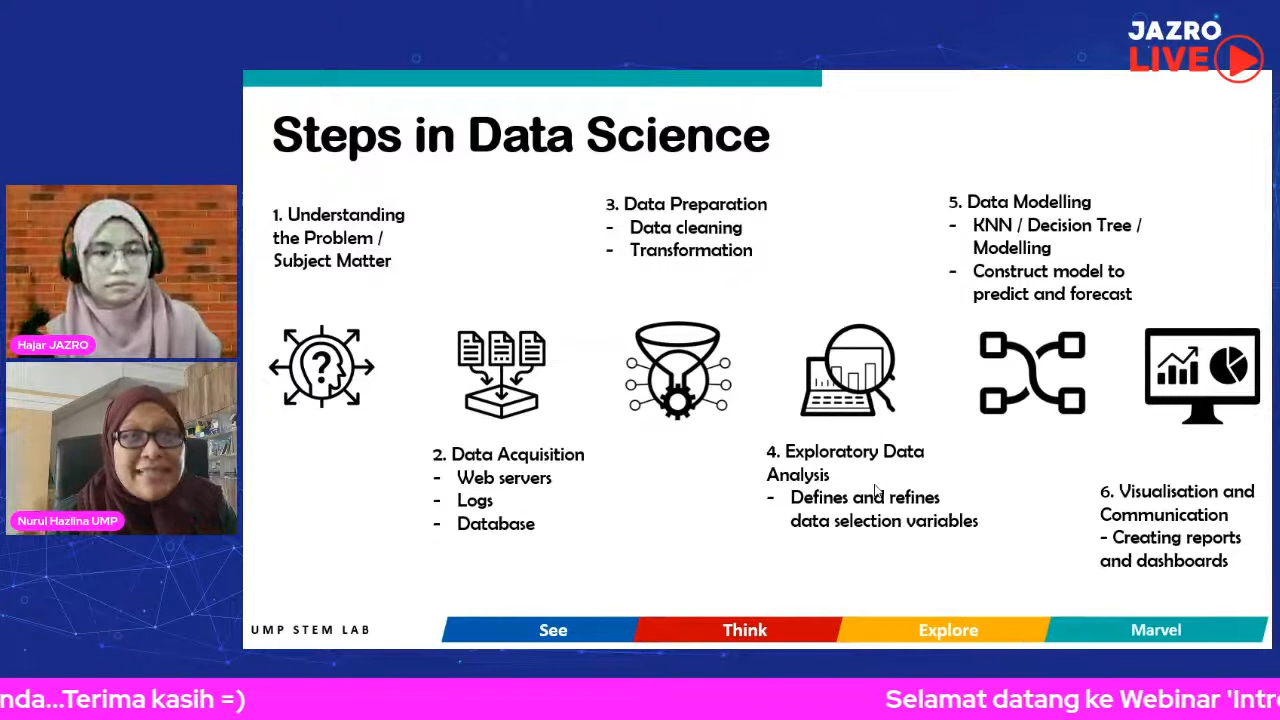 JAZRO
LIVE
Steps in Data Science
1. Understanding
the Problem /
Subject Matter
3. Data Preparation
- Data cleaning
- Transformation
5. Data Modelling
- KNN / Decision Tree /
Modelling
- Construct model to
predict and forecast
2. Data Acquisition
- Web servers
- Logs
- Database
4. Exploratory Data
Analysis
- Defines and refines
data selection variables
6. Visualisation and
Communication
- Creating reports
and dashboards
Hajar JAZRO
Nurul Hazlina UMP
UMP STEM LAB
See
Think
Explore
Marvel
nda...Terima kasih =)
Selamat datang ke Webinar 'Intr